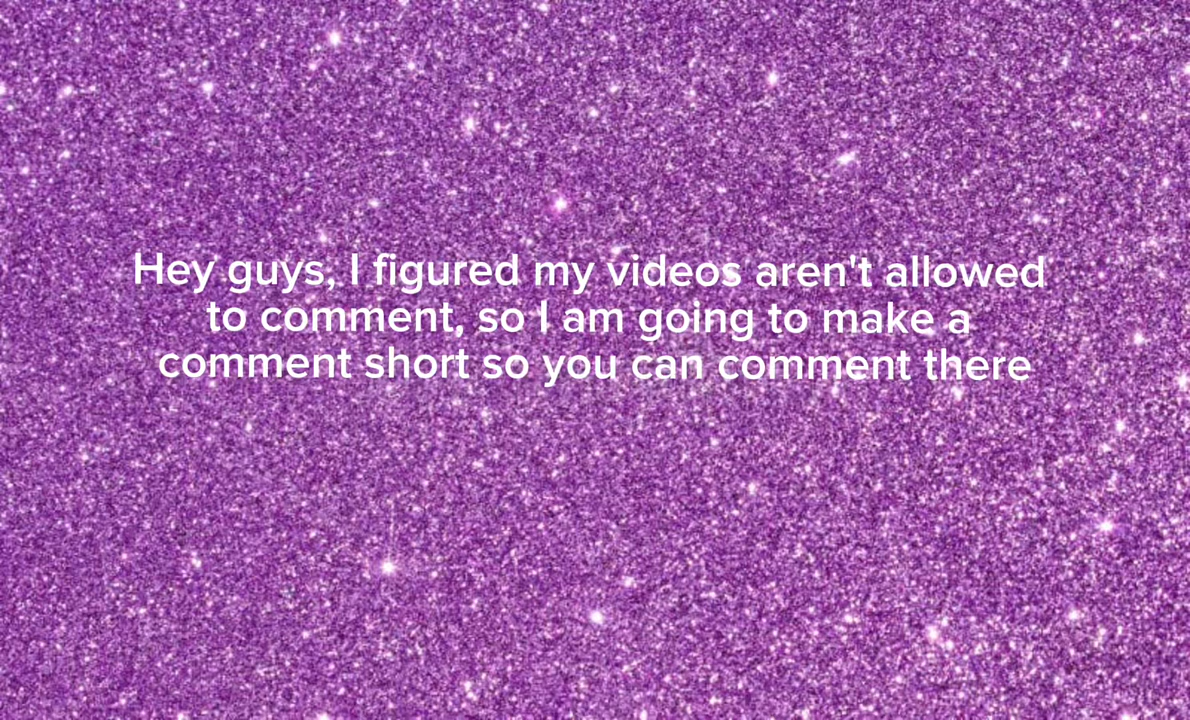 Hey guys, I figured my videos aren't allowed
to comment, so I am going to make a
comment short so you can comment there